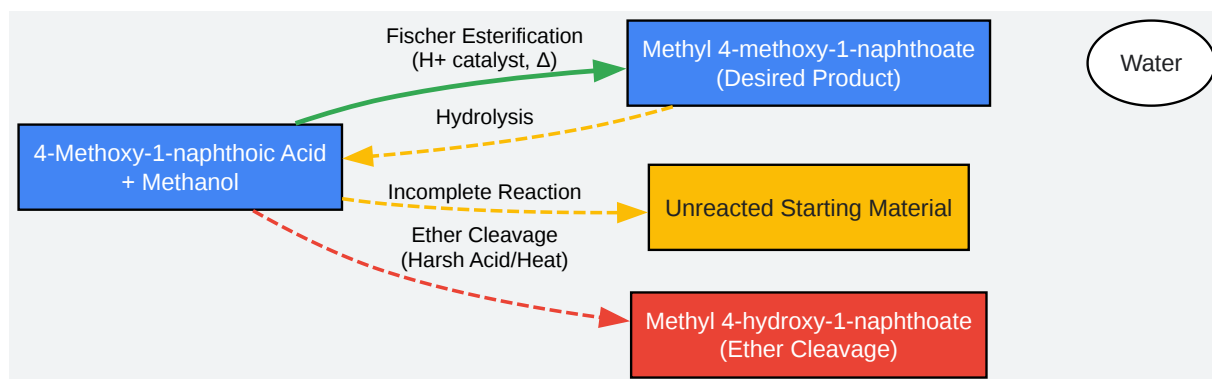 Fischer Esterification
(H+ catalyst, Δ)
Methyl 4-methoxy-1-naphthoate
(Desired Product)
Water
Hydrolysis
4-Methoxy-1-naphthoic Acid
+ Methanol
Incomplete Reaction
Unreacted Starting Material
Ether Cleavage
(Harsh Acid/Heat)
Methyl 4-hydroxy-1-naphthoate
(Ether Cleavage)